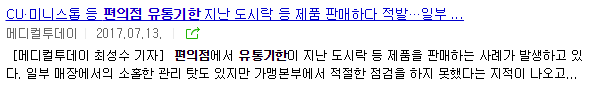 CU·미니스톱 등 편의점 유통기한 지난 도시락 등 제품 판매하다 적발…일부 ...
메디컬투데이 2017.07.13.
[메디컬투데이 최성수 기자] 편의점에서 유통기한이 지난 도시락 등 제품을 판매하는 사례가 발생하고 있
다. 일부 매장에서의 소홀한 관리 탓도 있지만 가맹본부에서 적절한 점검을 하지 못했다는 지적이 나오고...